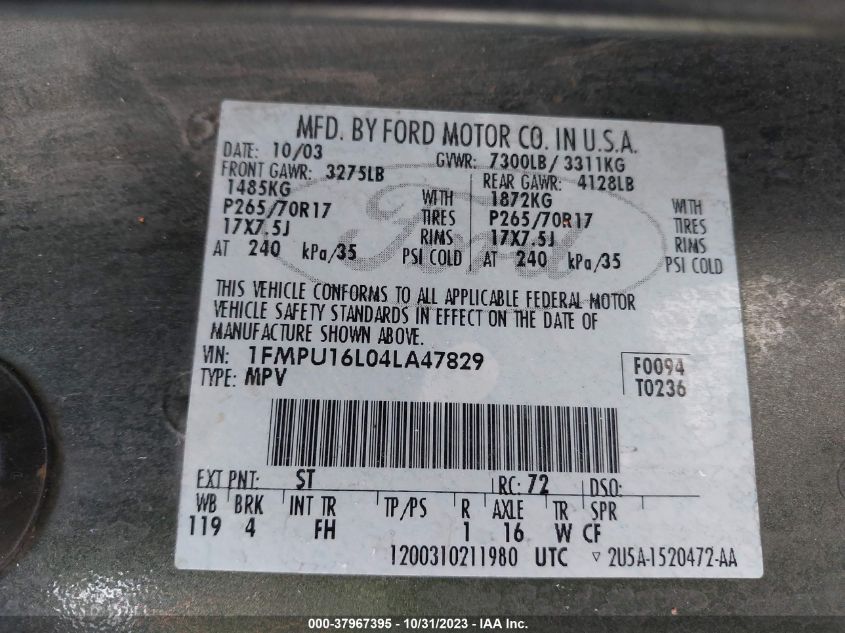 MFD. BY FORD MOTOR CO. IN U.S.A.
DATE: 10/03 GVWR: 7300LB/ 3311KG
FRONT GAWR: 3275LB REAR GAWR: 4128LB
1485KG WITH 1872KG WITH
P265/70R17 TIRES P265/70R17 TIRES
17X7.5J RIMS 17X7.5J RIMS
AT 240 kPa/35 PSI COLD AT 240 kPa/35 PSI COLD
Ford
THIS VEHICLE CONFORMS TO ALL APPLICABLE FEDERAL MOTOR
VEHICLE SAFETY STANDARDS IN EFFECT ON THE DATE OF
MANUFACTURE SHOWN ABOVE.
VIN: 1FMPU16L04LA47829 F0094
TYPE: MPV T0236
EXT PNT: ST RC: 72 DSO:
WB BRK INT TR TP/PS R AXLE TR SPR
119 4 FH 1 16 W CF
1200310211980 UTC ▽ 2U5A-1520472-AA
000-37967395 - 10/31/2023 - IAA Inc.